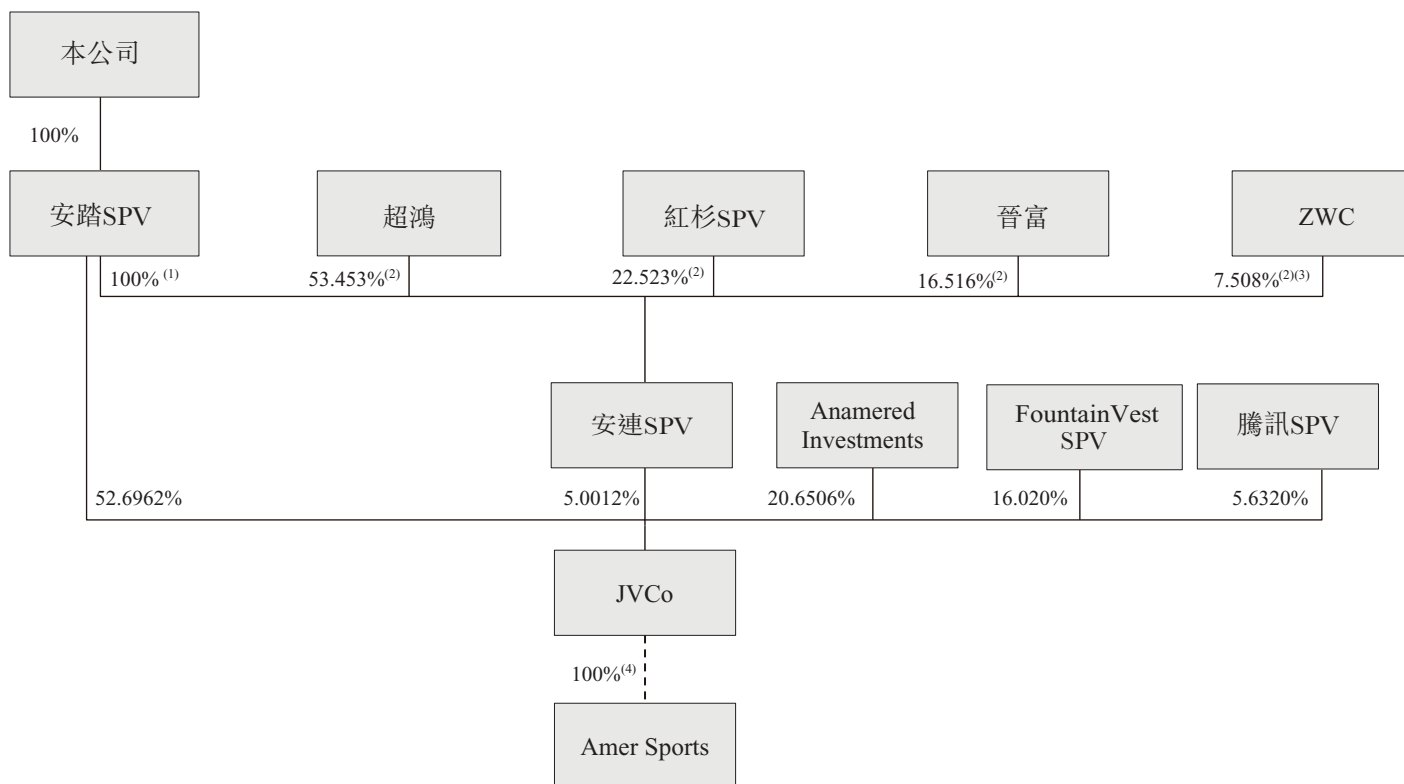 本公司
100%
安踏SPV
超鴻
紅杉SPV
晉富
ZWC
100% (1)
53.453%(2)
22.523%(2)
16.516%(2)
7.508%(2)(3)
安連SPV
Anamered
Investments
FountainVest
SPV
騰訊SPV
52.6962%
5.0012%
20.6506%
16.020%
5.6320%
JVCo
100%(4)
Amer Sports